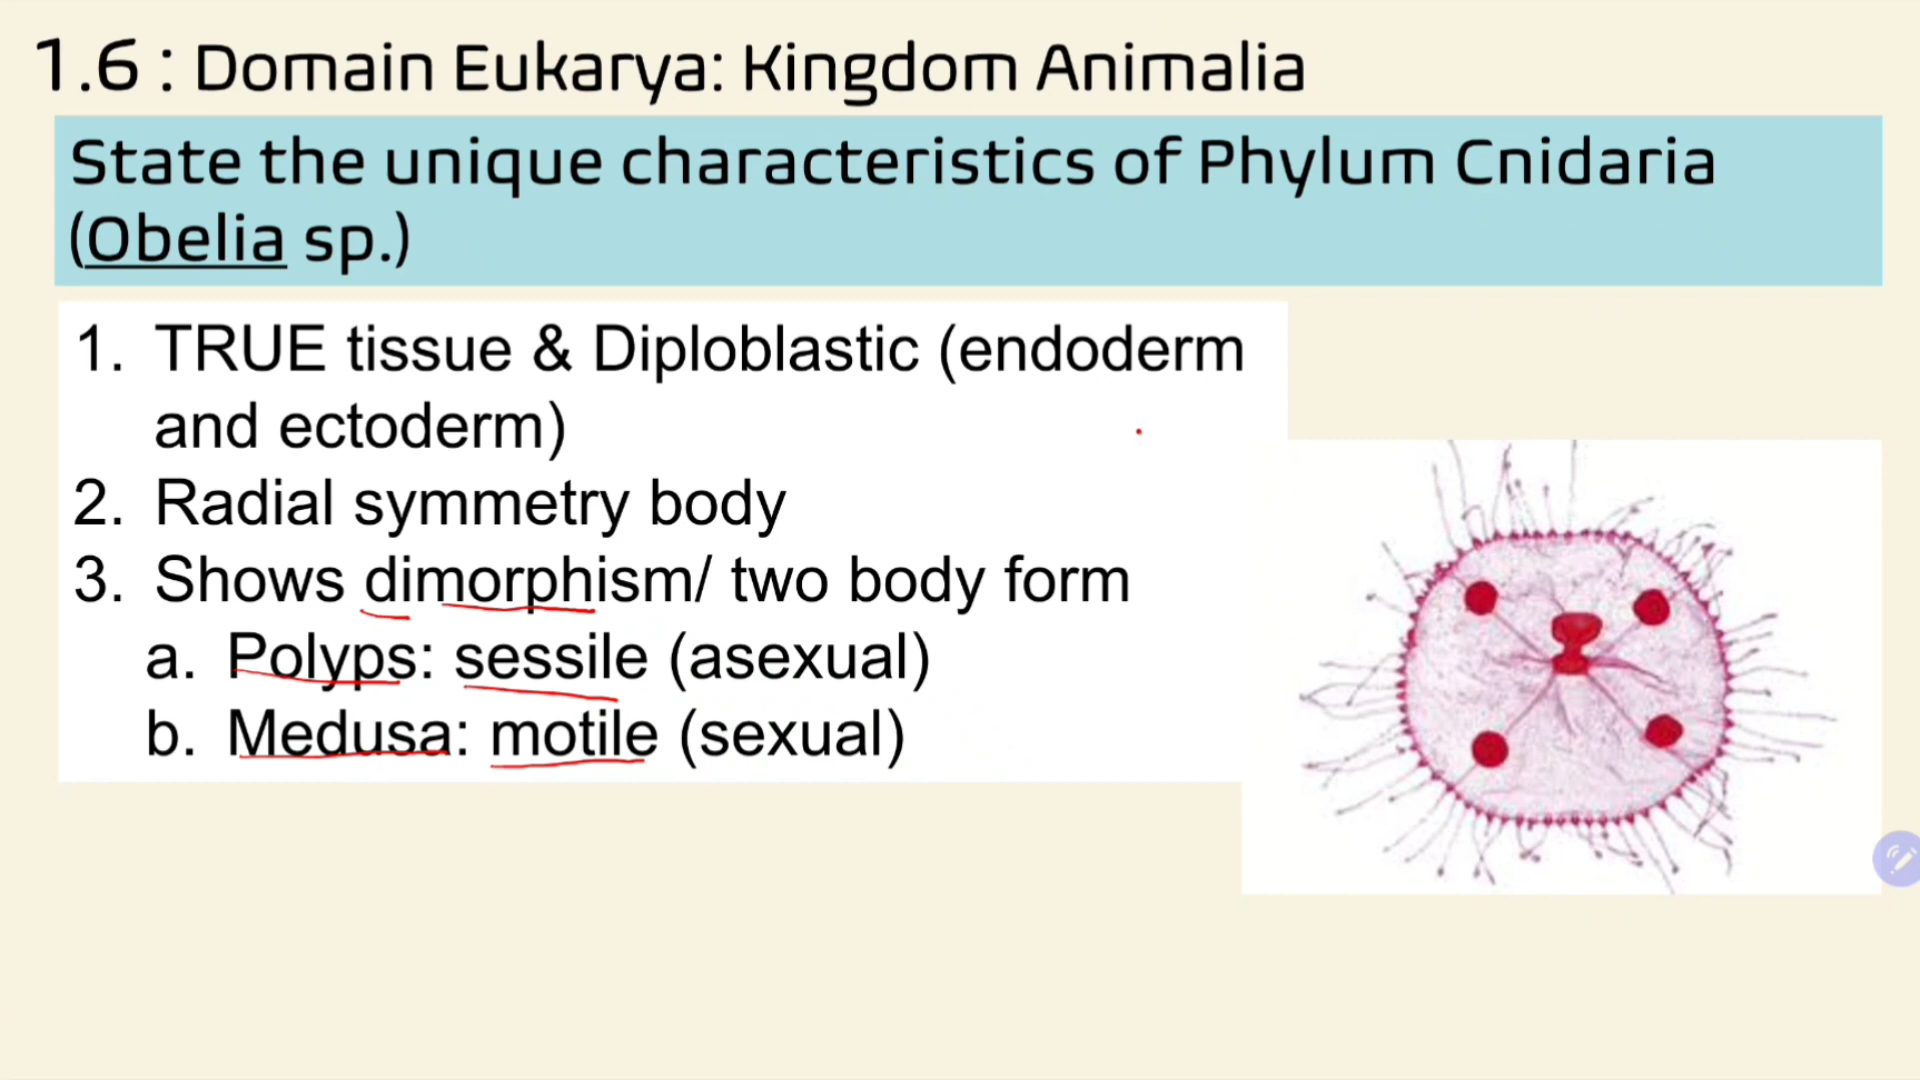 1.6 : Domain Eukarya: Kingdom Animalia
State the unique characteristics of Phylum Cnidaria
(Obelia sp.)
1. TRUE tissue & Diploblastic (endoderm
and ectoderm)
2. Radial symmetry body
3. Shows dimorphism/ two body form
a. Polyps: sessile (asexual)
b. Medusa: motile (sexual)